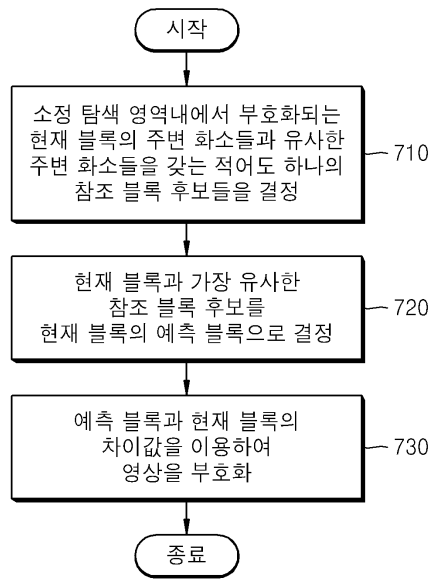 시작
소정 탐색 영역내에서 부호화되는
현재 블록의 주변 화소들과 유사한
주변 화소들을 갖는 적어도 하나의
참조 블록 후보들을 결정
710
현재 블록과 가장 유사한
참조 블록 후보를
현재 블록의 예측 블록으로 결정
720
예측 블록과 현재 블록의
차이값을 이용하여
영상을 부호화
730
종료